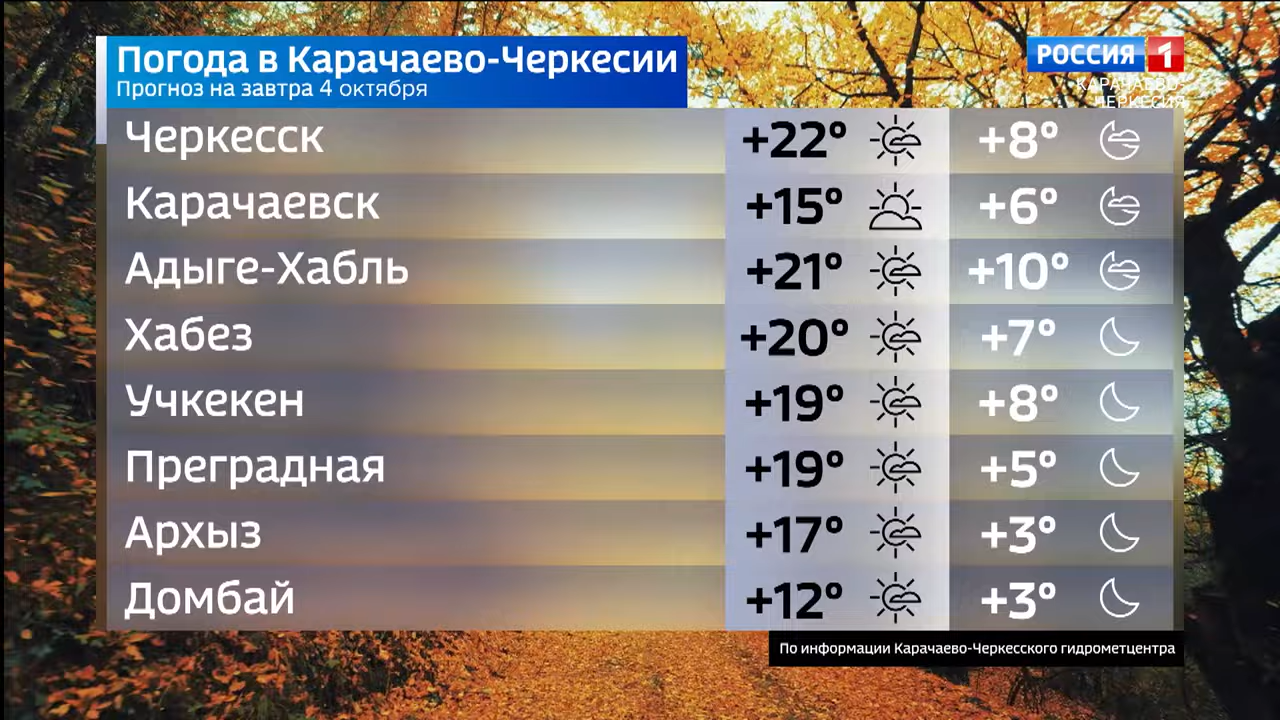 Погода в Карачаево-Черкесии
Прогноз на завтра 4 октября
РОССИЯ 1
КАРАЧАЕВО-
ЧЕРКЕСИЯ
Черкесск +22° +8°
Карачаевск +15° +6°
Адыге-Хабль +21° +10°
Хабез +20° +7°
Учкекен +19° +8°
Преградная +19° +5°
Архыз +17° +3°
Домбай +12° +3°
По информации Карачаево-Черкесского гидрометцентра